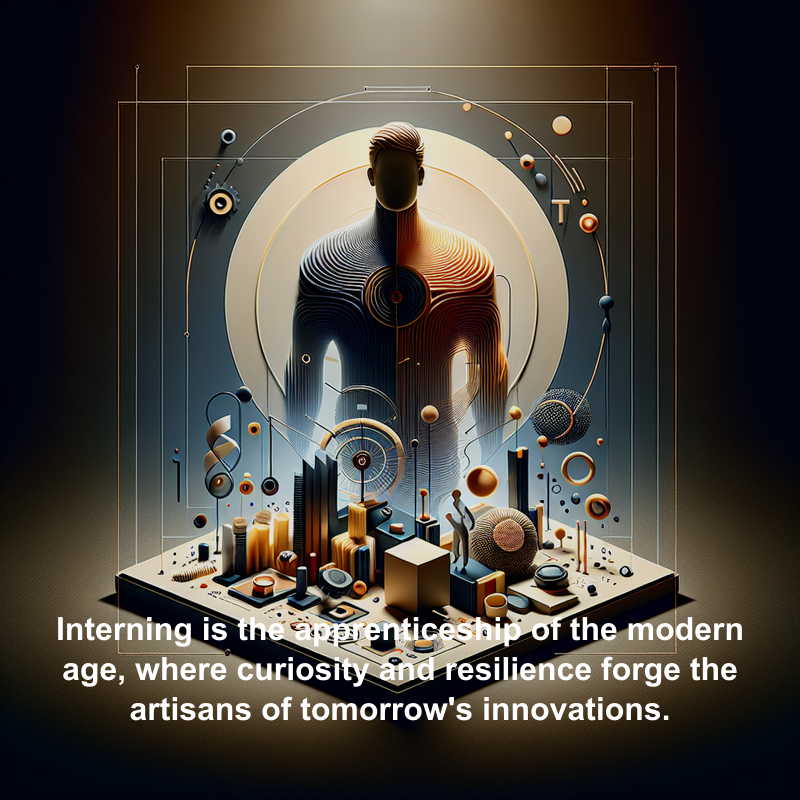 T
Interning is the apprenticeship of the modern
age, where curiosity and resilience forge the
artisans of tomorrow's innovations.